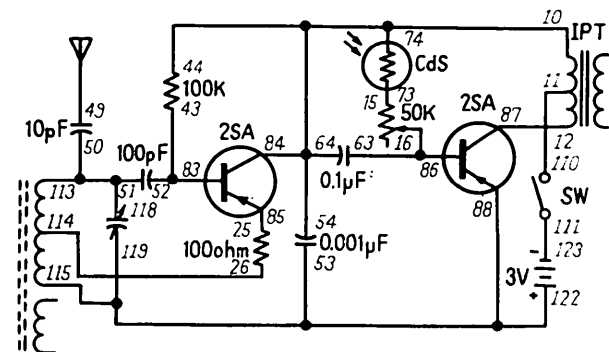 10
IPT
74
44
CdS
11
100K
73
43
15
50K
2SA
49
2SA
87
10pF
84
16
12
50
100pF
64
63
83
86
110
113
51
52
0.1μF
118
85
88
SW
114
25
54
111
119
100ohm
0.001μF
123
115
26
53
-
3V
+
122